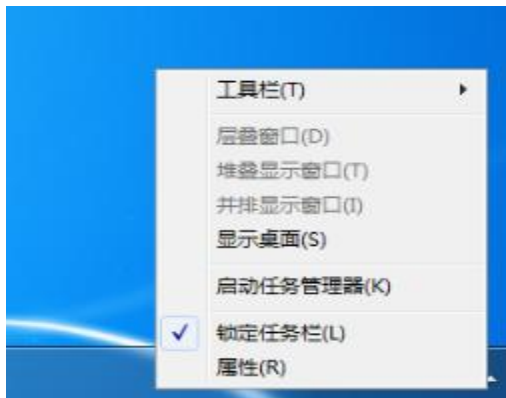 工具栏(T)
层叠窗口(D)
堆叠显示窗口(T)
并排显示窗口(I)
显示桌面(S)
启动任务管理器(K)
锁定任务栏(L)
属性(R)